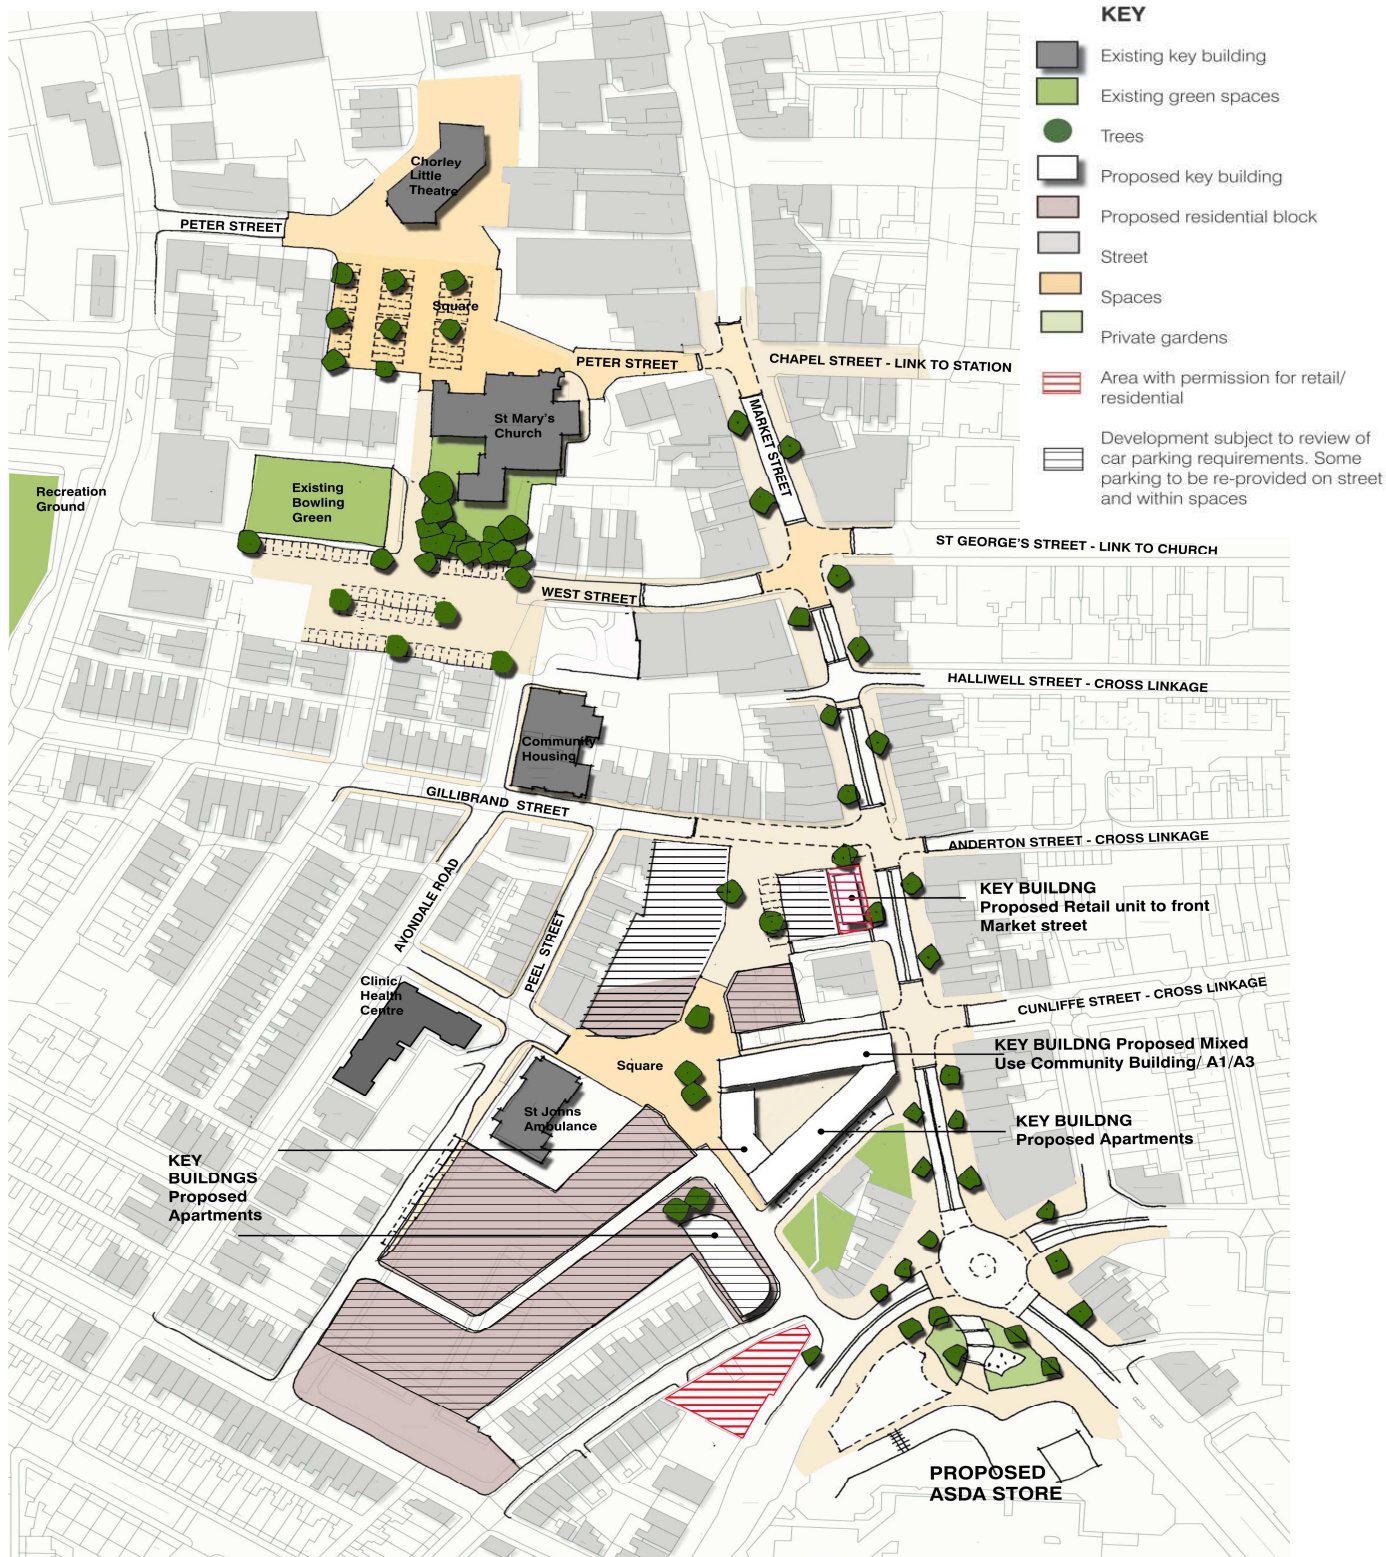 KEY
Existing key building
Existing green spaces
Trees
Proposed key building
Proposed residential block
Street
Spaces
Private gardens
Area with permission for retail/
residential
Development subject to review of
car parking requirements. Some
parking to be re-provided on street
and within spaces
Chorley
Little
Theatre
PETER STREET
Square
PETER STREET
CHAPEL STREET - LINK TO STATION
MARKET STREET
St Mary's
Church
Recreation
Ground
Existing
Bowling
Green
ST GEORGE'S STREET - LINK TO CHURCH
WEST STREET
HALLIWELL STREET - CROSS LINKAGE
Community
Housing
GILLIBRAND STREET
ANDERTON STREET - CROSS LINKAGE
AVONDALE ROAD
PEEL STREET
KEY BUILDNG
Proposed Retail unit to front
Market street
Clinic/
Health
Centre
CUNLIFFE STREET - CROSS LINKAGE
KEY BUILDNG Proposed Mixed
Use Community Building/ A1/A3
Square
St Johns
Ambulance
KEY BUILDNG
Proposed Apartments
KEY
BUILDNGS
Proposed
Apartments
PROPOSED
ASDA STORE